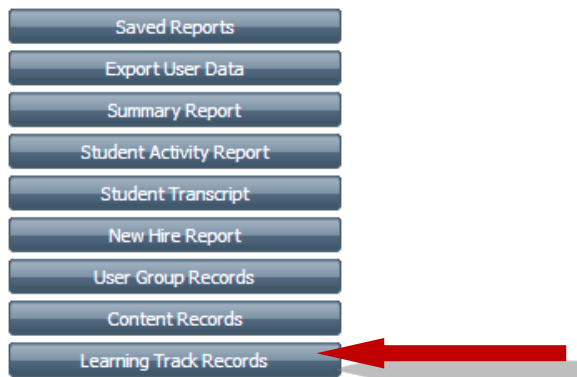 Saved Reports
Export User Data
Summary Report
Student Activity Report
Student Transcript
New Hire Report
User Group Records
Content Records
Learning Track Records